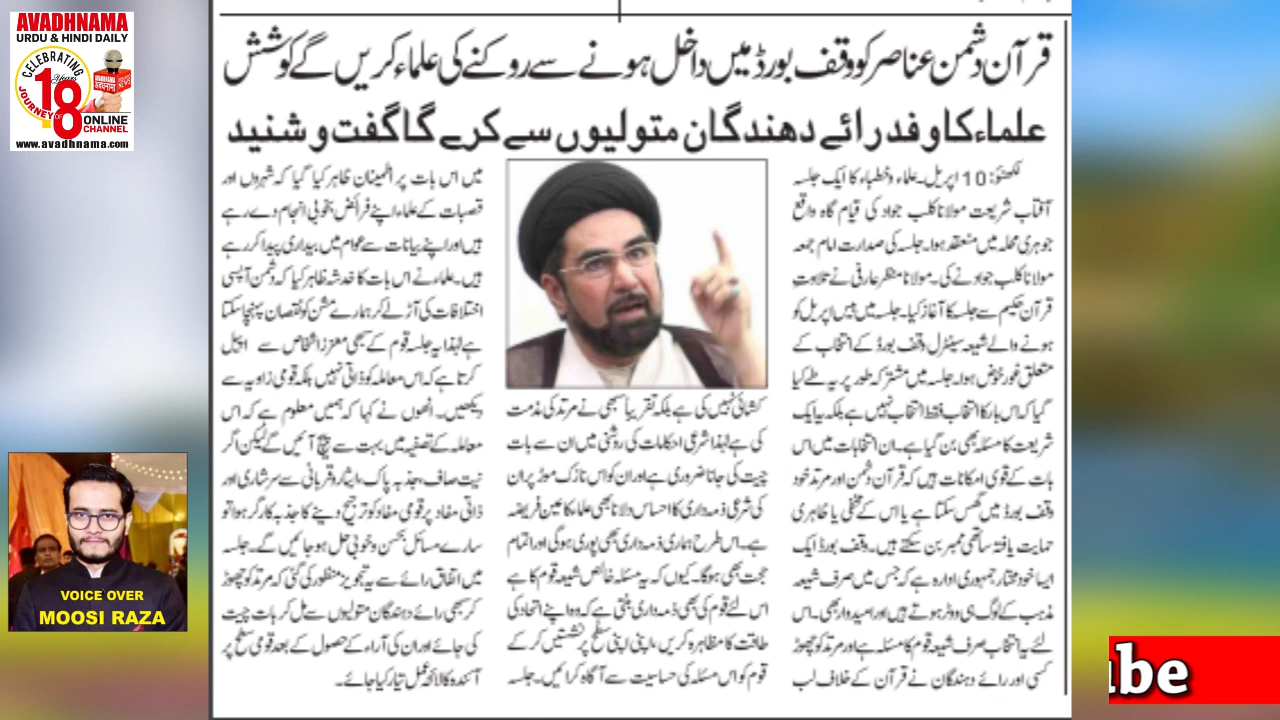 AVADHNAMA
URDU & HINDI DAILY
CELEBRATING
18 Years
JOURNEY OF
ONLINE
CHANNEL
www.avadhnama.com
قرآن دشمن عناصر کو وقف بورڈ میں داخل ہونے سے روکنے کی علماء کریں گے کوشش
علماء کا وفد رائے دھندگان متولیوں سے کرے گا گفت و شنید
لکھنؤ: 10 اپریل۔ علماء و خطباء کا ایک جلسہ
آفتاب شریعت مولانا کلب جواد کی قیام گاہ واقع
جوہری محلہ میں منعقد ہوا۔ جلسہ کی صدارت امام جمعہ
مولانا کلب جواد نے کی۔ مولانا منظر عارفی نے تلاوت
قرآن حکیم سے جلسہ کا آغاز کیا۔ جلسہ میں بیس اپریل کو
ہونے والے شیعہ سینٹرل وقف بورڈ کے انتخاب کے
متعلق غور و خوض ہوا۔ جلسہ میں مشترکہ طور پر یہ طے کیا
گیا کہ اس بار کا انتخاب فقط انتخاب نہیں ہے بلکہ یہ ایک
شریعت کا مسئلہ بھی بن گیا ہے۔ ان انتخابات میں اس
بات کے قوی امکانات ہیں کہ قرآن دشمن اور مرتد خود
وقف بورڈ میں گھس سکتا ہے یا اس کے مخفی یا ظاہری
حمایت یافتہ ساتھی ممبر بن سکتے ہیں۔ وقف بورڈ ایک
ایسا خود مختار جمہوری ادارہ ہے کہ جس میں صرف شیعہ
مذہب کے لوگ ہی ووٹر ہوتے ہیں اور امیدوار بھی۔ اس
لئے یہ انتخاب صرف شیعہ قوم کا مسئلہ ہے اور مرتد کو چھوڑ
کسی اور رائے دہندگان نے قرآن کے خلاف لب
کشائی نہیں کی ہے بلکہ تقریباً سبھی نے مرتد کی مذمت
کی ہے لہٰذا شرعی احکامات کی روشنی میں ان سے بات
چیت کی جانا ضروری ہے اور ان کو اس نازک موڑ پر ان
کی شرعی ذمہ داری کا احساس دلانا بھی علما کا عین فریضہ
ہے۔ اس طرح ہماری ذمہ داری بھی پوری ہوگی اور اتمام
حجت بھی ہوگا۔ کیوں کہ یہ مسئلہ خالص شیعہ قوم کا ہے
اس لئے قوم کی بھی ذمہ داری بنتی ہے کہ وہ اپنے اتحاد کی
طاقت کا مظاہرہ کریں، اپنی اپنی سطح پر نشستیں کر کے
قوم کو اس مسئلہ کی حساسیت سے آگاہ کرائیں۔ جلسہ
میں اس بات پر اطمینان ظاہر کیا گیا کہ شہروں اور
قصبات کے علماء اپنے فرائض بخوبی انجام دے رہے
ہیں اور اپنے بیانات سے عوام میں بیداری پیدا کر رہے
ہیں۔ علماء نے اس بات کا خدشہ ظاہر کیا کہ دشمن آپسی
اختلافات کی آڑ لے کر ہمارے مشن کو نقصان پہنچا سکتا
ہے لہٰذا یہ جلسہ قوم کے سبھی معزز اشخاص سے اپیل
کرتا ہے کہ اس معاملہ کو ذاتی نہیں بلکہ قومی زاویہ سے
دیکھیں۔ انھوں نے کہا کہ ہمیں معلوم ہے کہ اس
معاملہ کے تصفیہ میں بہت سے پیچ آئیں گے لیکن اگر
نیت صاف، جذبہ پاک، ایثار و قربانی سے سرشاری اور
ذاتی مفاد پر قومی مفاد کو ترجیح دینے کا جذبہ کارگر ہوا تو
سارے مسائل بحسن و خوبی حل ہو جائیں گے۔ جلسہ
میں اتفاق رائے سے یہ تجویز منظور کی گئی کہ مرتد کو چھوڑ
کر سبھی رائے دہندگان متولیوں سے مل کر بات چیت
کی جائے اور ان کی آراء کے حصول کے بعد قومی سطح پر
آئندہ کا لائحہ عمل تیار کیا جائے۔
VOICE OVER
MOOSI RAZA
be